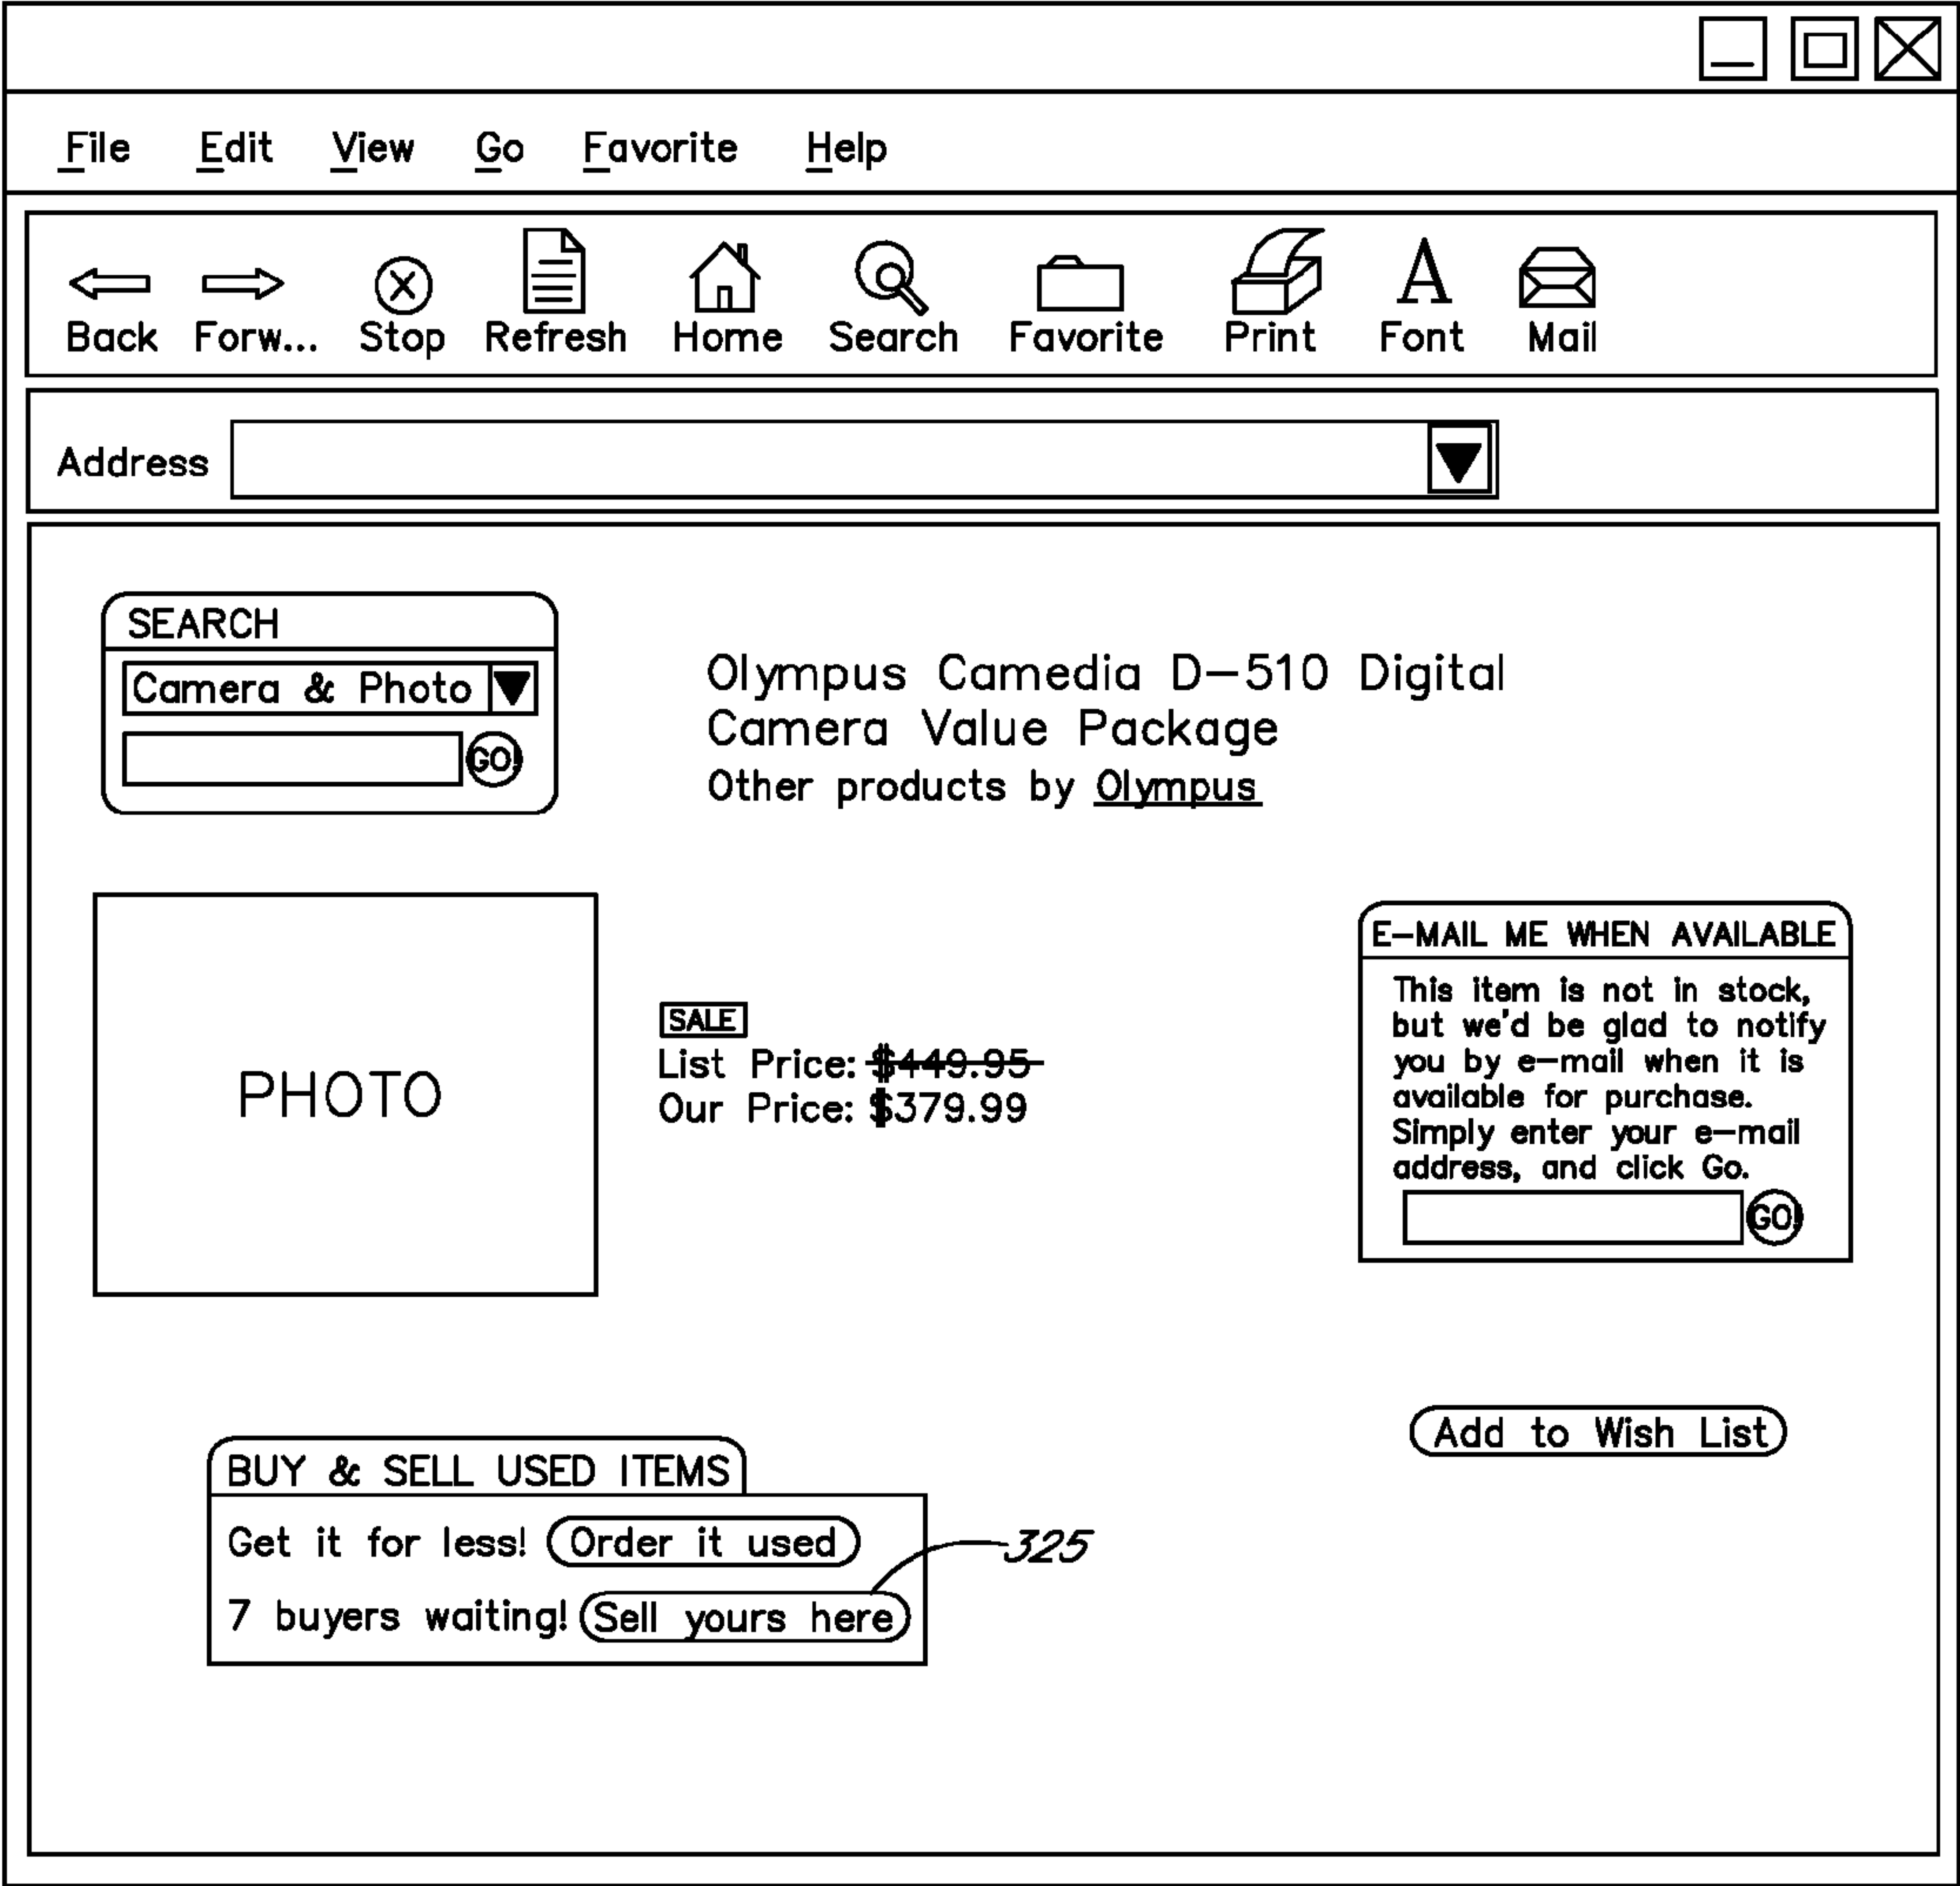 File Edit View Go Favorite Help
Back Forw... Stop Refresh Home Search Favorite Print Font Mail
Address
SEARCH
Camera & Photo
GO!
Olympus Camedia D-510 Digital
Camera Value Package
Other products by Olympus
PHOTO
SALE
List Price: $449.95
Our Price: $379.99
E-MAIL ME WHEN AVAILABLE
This item is not in stock,
but we'd be glad to notify
you by e-mail when it is
available for purchase.
Simply enter your e-mail
address, and click Go.
GO!
Add to Wish List
BUY & SELL USED ITEMS
Get it for less! Order it used
325
7 buyers waiting! Sell yours here